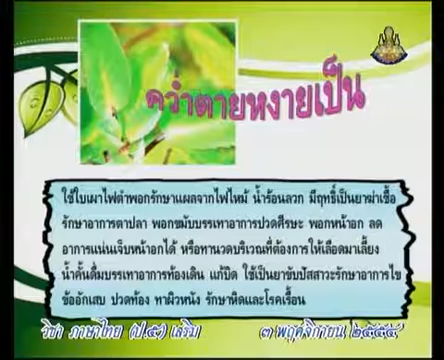 คว่ำตายหงายเป็น
ใช้ใบเผาไฟตำพอกรักษาแผลจากไฟไหม้ น้ำร้อนลวก มีฤทธิ์เป็นยาฆ่าเชื้อ
รักษาอาการตาปลา พอกขมับบรรเทาอาการปวดศีรษะ พอกหน้าอก ลด
อาการแน่นเจ็บหน้าอกได้ หรือทานวดบริเวณที่ต้องการให้เลือดมาเลี้ยง
น้ำคั้นดื่มบรรเทาอาการท้องเดิน แก้บิด ใช้เป็นยาขับปัสสาวะรักษาอาการไข
ข้ออักเสบ ปวดท้อง ทาผิวหนัง รักษาหิดและโรคเรื้อน
วิชา ภาษาไทย (ป.๕) เสริม ๓ พฤศจิกายน ๒๕๕๔